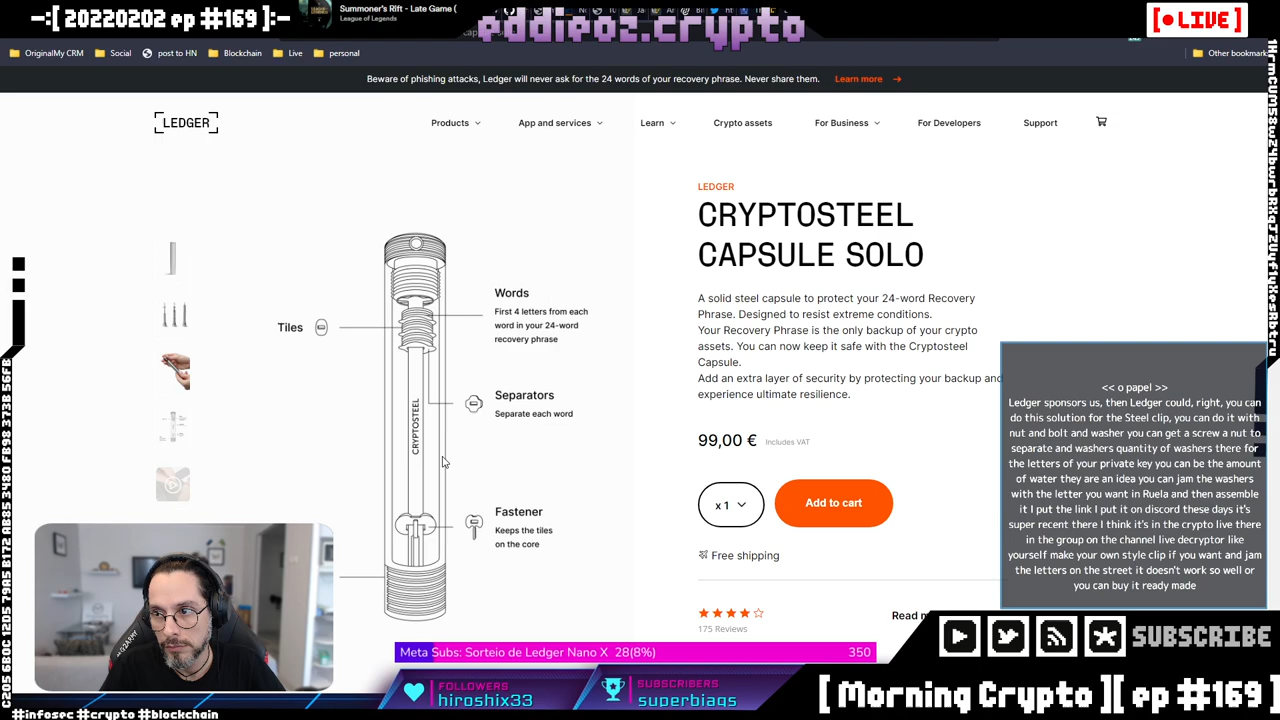 -:[ 20220202 ep #169 ]:-
Summoner's Rift - Late Game (
League of Legends
eddieoz.crypto
[ LIVE ]
OriginalMy CRM
Social
post to HN
Blockchain
Live
personal
Other bookmark
Beware of phishing attacks, Ledger will never ask for the 24 words of your recovery phrase. Never share them. Learn more →
LEDGER
Products
App and services
Learn
Crypto assets
For Business
For Developers
Support
LEDGER
CRYPTOSTEEL
CAPSULE SOLO
A solid steel capsule to protect your 24-word Recovery
Phrase. Designed to resist extreme conditions.
Your Recovery Phrase is the only backup of your crypto
assets. You can now keep it safe with the Cryptosteel
Capsule.
Add an extra layer of security by protecting your backup and
experience ultimate resilience.
99,00 € Includes VAT
x 1
Add to cart
Free shipping
175 Reviews
Read m
Tiles
Words
First 4 letters from each
word in your 24-word
recovery phrase
Separators
Separate each word
CRYPTOSTEEL
Fastener
Keeps the tiles
on the core
<< o papel >>
Ledger sponsors us, then Ledger could, right, you can
do this solution for the Steel clip, you can do it with
nut and bolt and washer you can get a screw a nut to
separate and washers quantity of washers there for
the letters of your private key you can be the amount
of water they are an idea you can jam the washers
with the letter you want in Ruela and then assemble
it I put the link I put it on discord these days it's
super recent there I think it's in the crypto live there
in the group on the channel live decryptor like
yourself make your own style clip if you want and jam
the letters on the street it doesn't work so well or
you can buy it ready made
Meta Subs: Sorteio de Ledger Nano X 28(8%)
350
FOLLOWERS
hiroshix33
SUBSCRIBERS
superbiaqs
SUBSCRIBE
[ Morning Crypto ][ ep #169 ]
#infosec #crypto #blockchain